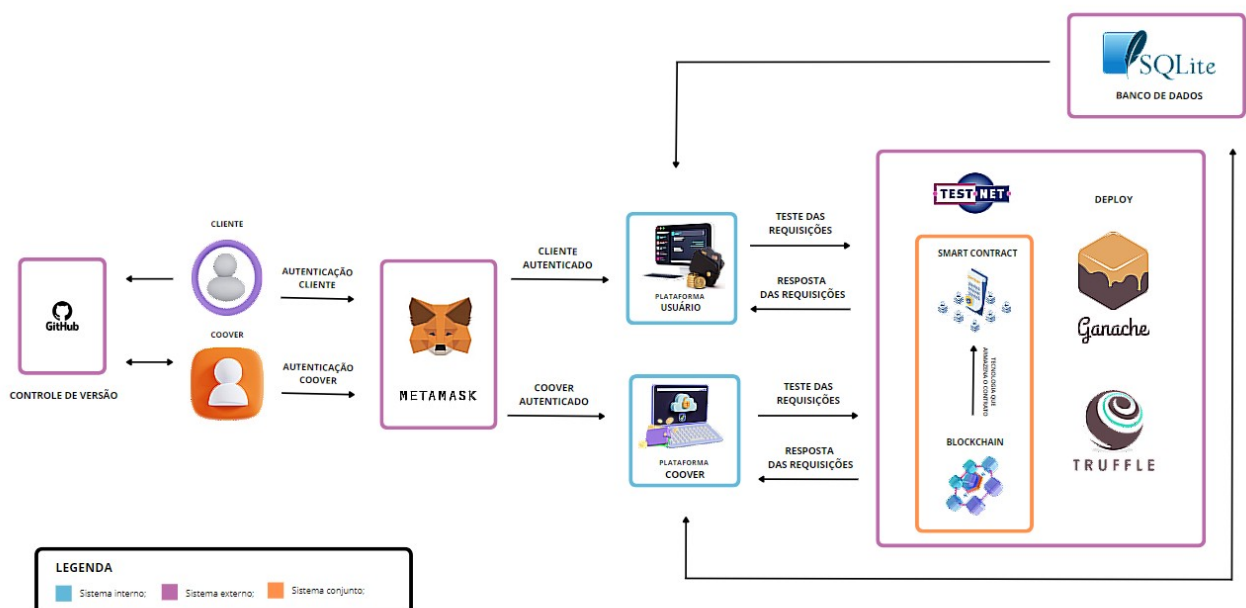 SQLite
BANCO DE DADOS
CLIENTE
AUTENTICAÇÃO
CLIENTE
GitHub
CONTROLE DE VERSÃO
COOVER
AUTENTICAÇÃO
COOVER
METAMASK
CLIENTE
AUTENTICADO
COOVER
AUTENTICADO
PLATAFORMA
USUÁRIO
PLATAFORMA
COOVER
TESTE DAS
REQUISIÇÕES
RESPOSTA
DAS REQUISIÇÕES
TESTE DAS
REQUISIÇÕES
RESPOSTA
DAS REQUISIÇÕES
TEST NET
SMART CONTRACT
TECNOLOGIA QUE
ARMAZENA O CONTRATO
BLOCKCHAIN
DEPLOY
Ganache
TRUFFLE
LEGENDA
Sistema interno;
Sistema externo;
Sistema conjunto;